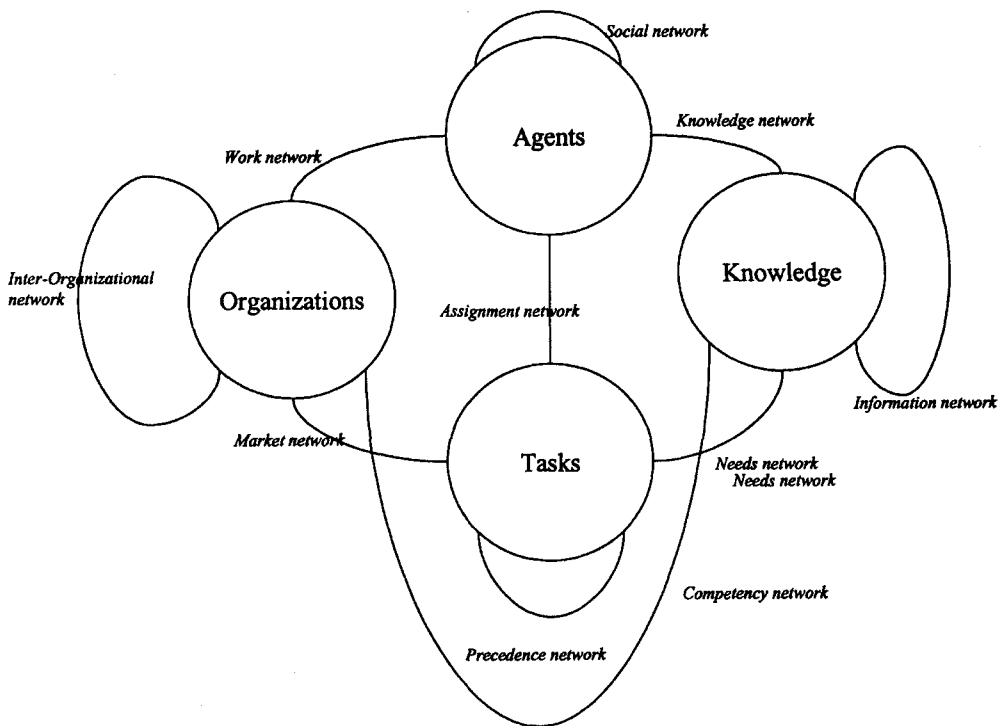 Social network
Agents
Knowledge network
Work network
Inter-Organizational
network
Organizations
Knowledge
Assignment network
Information network
Market network
Tasks
Needs network
Needs network
Competency network
Precedence network